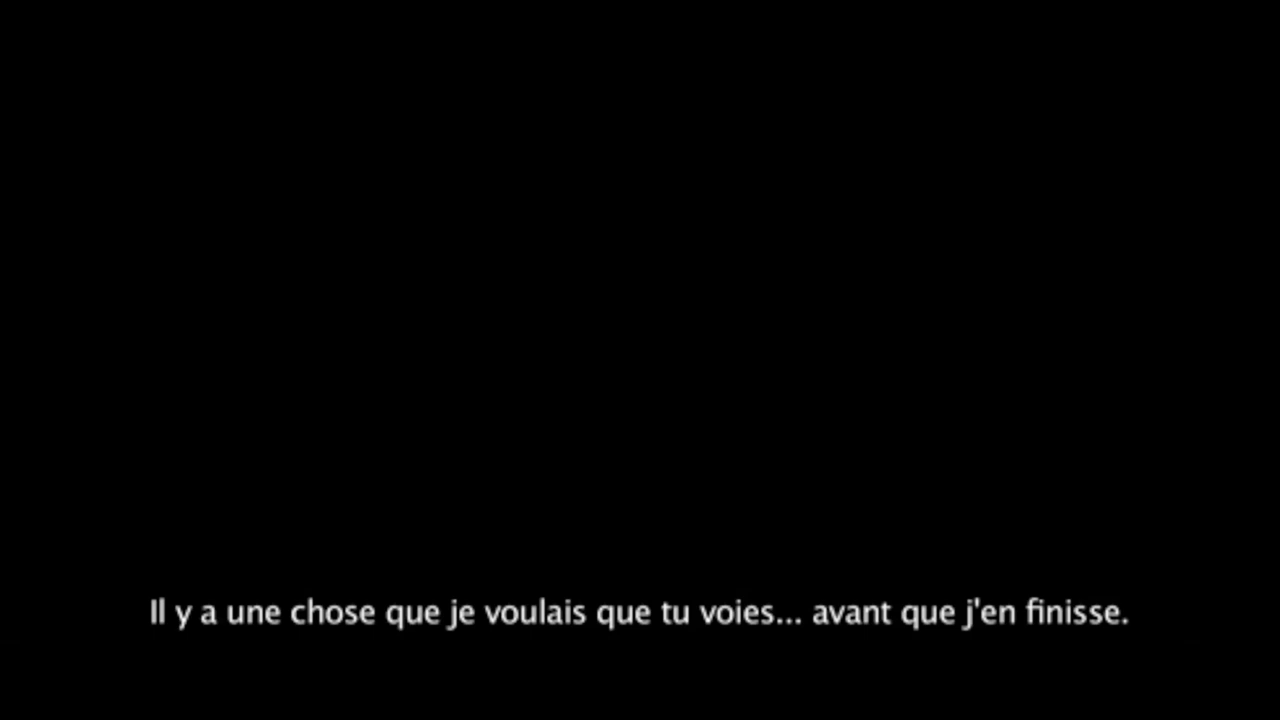 Il y a une chose que je voulais que tu voies... avant que j'en finisse.